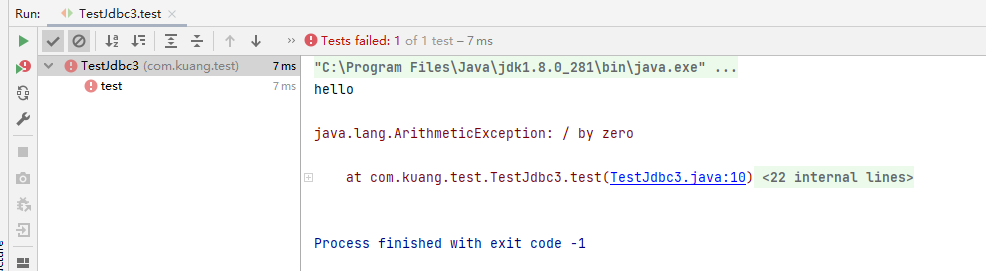 Run: TestJdbc3.test ×
» Tests failed: 1 of 1 test – 7 ms
TestJdbc3 (com.kuang.test) 7 ms
test 7 ms
"C:\Program Files\Java\jdk1.8.0_281\bin\java.exe" ...
hello
java.lang.ArithmeticException: / by zero
at com.kuang.test.TestJdbc3.test(TestJdbc3.java:10) <22 internal lines>
Process finished with exit code -1